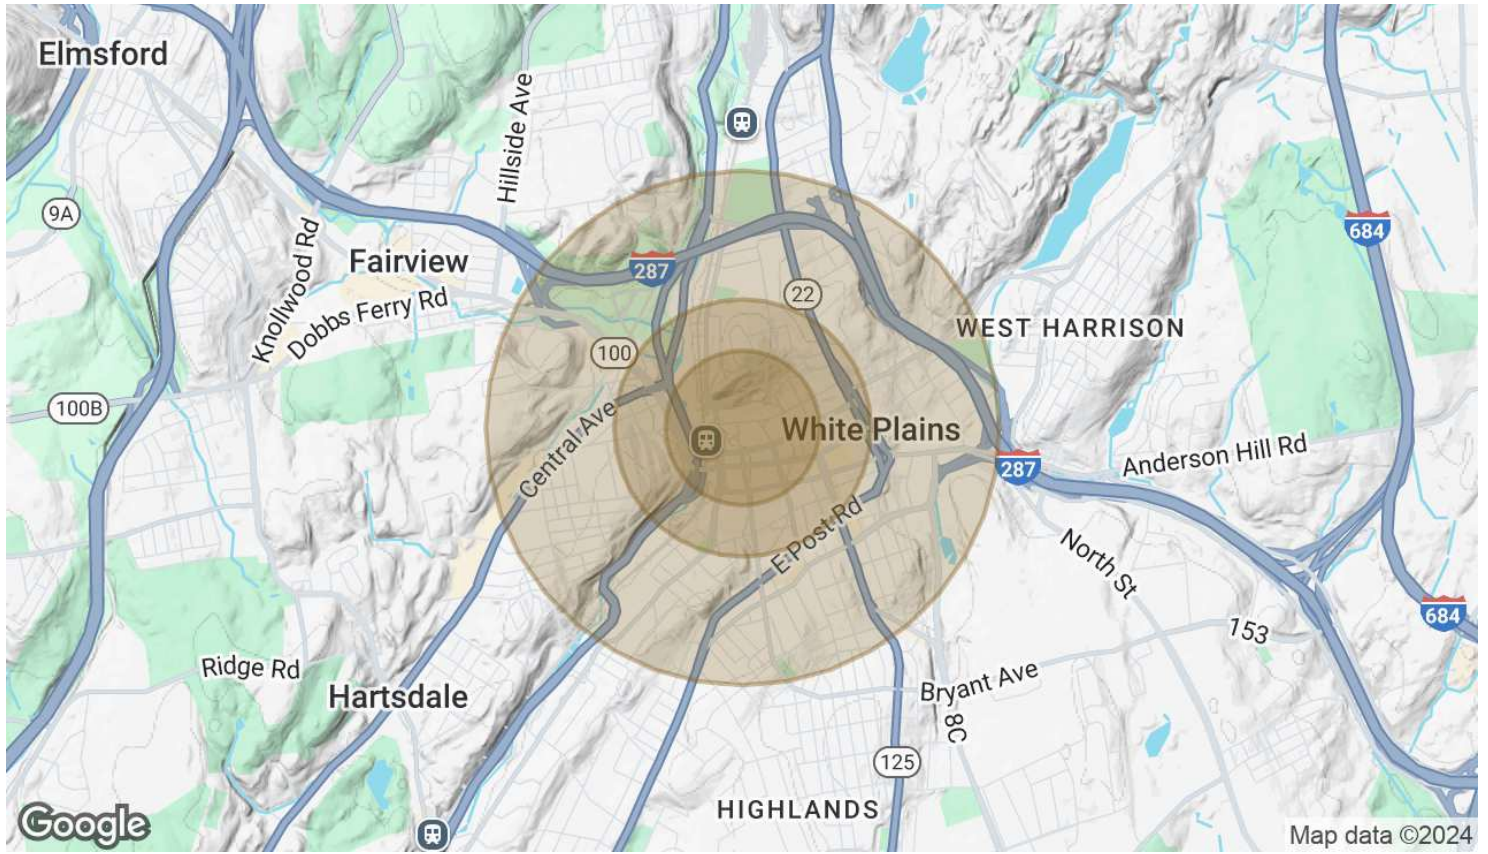 Elmsford
Hillside Ave
9A
Knollwood Rd
Fairview
287
684
22
Dobbs Ferry Rd
WEST HARRISON
100
100B
Central Ave
White Plains
Anderson Hill Rd
287
E Post Rd
North St
684
153
Ridge Rd
Hartsdale
Bryant Ave
8C
125
HIGHLANDS
Google
Map data ©2024